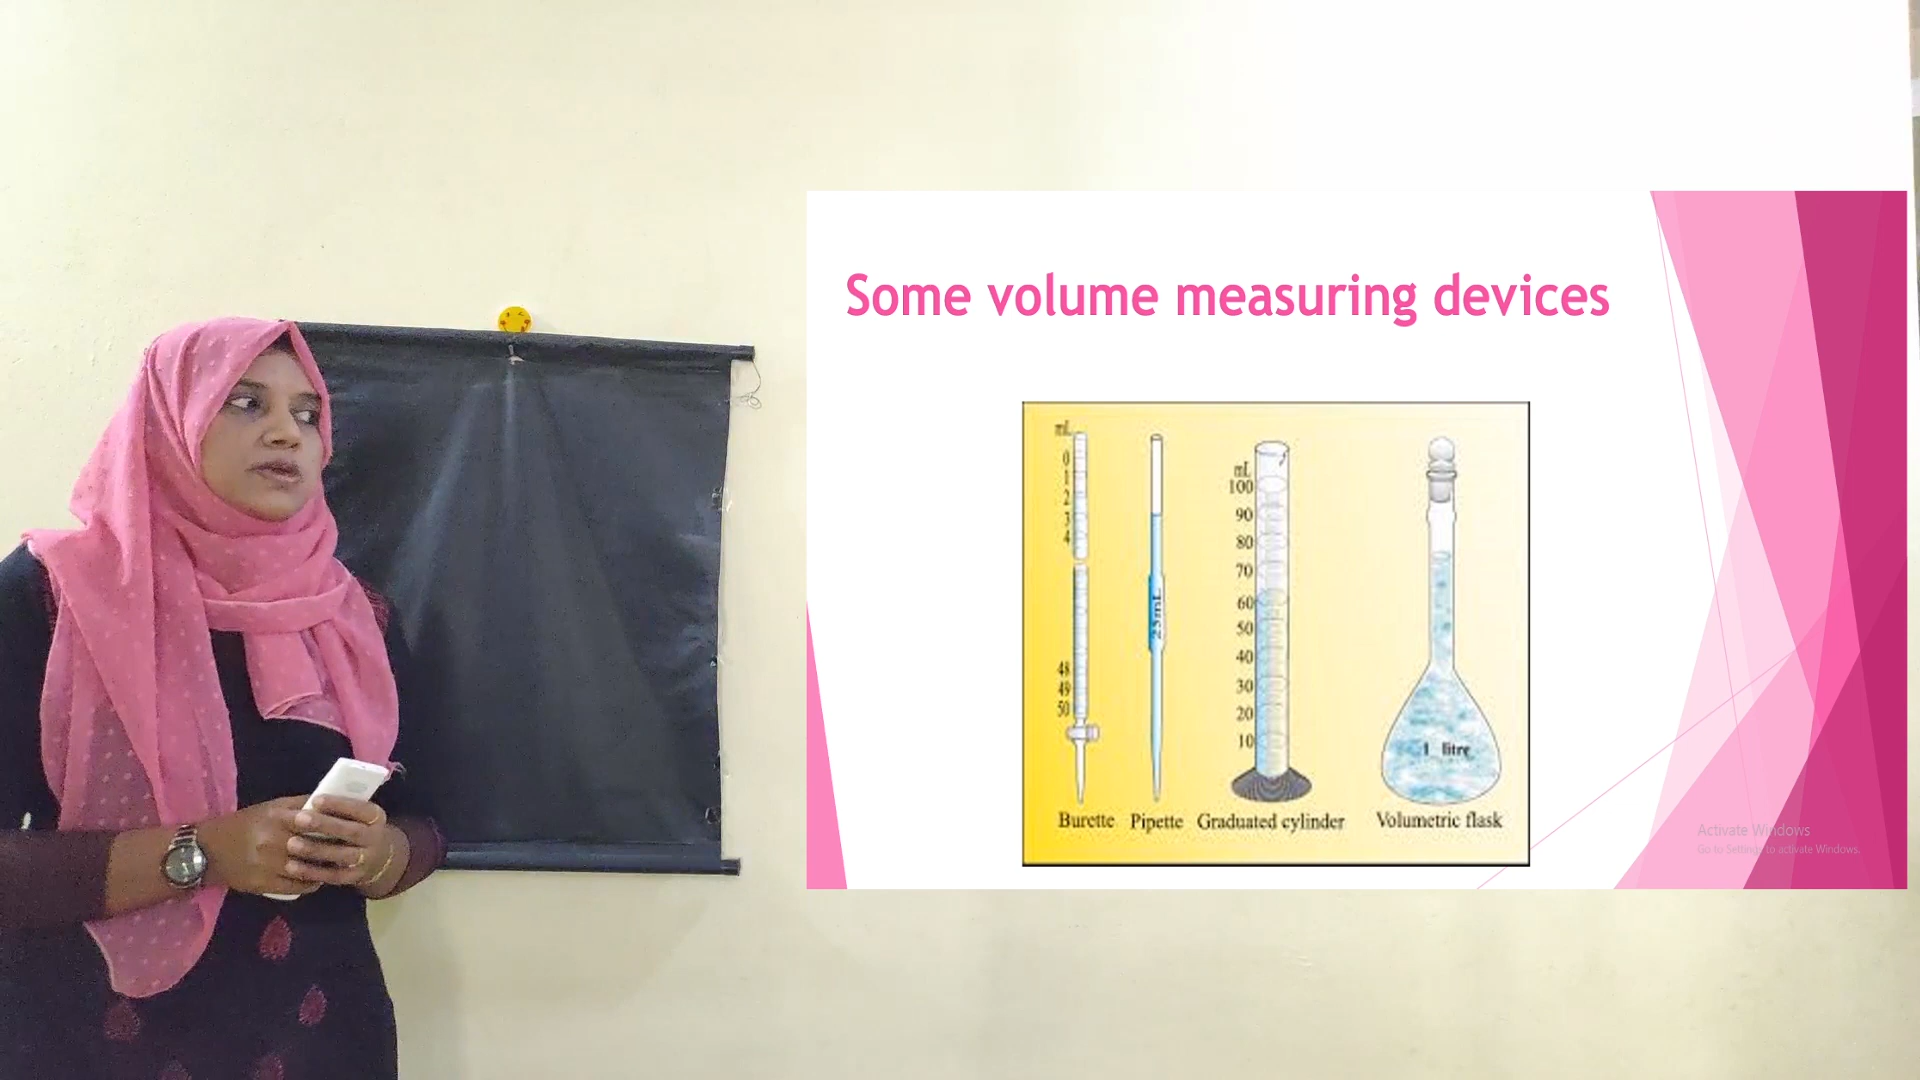 Some volume measuring devices
mL
0
1
2
3
4
48
49
50
25mL
mL
100
90
80
70
60
50
40
30
20
10
1 litre
Burette Pipette Graduated cylinder Volumetric flask
Activate Windows
Go to Settings to activate Windows.